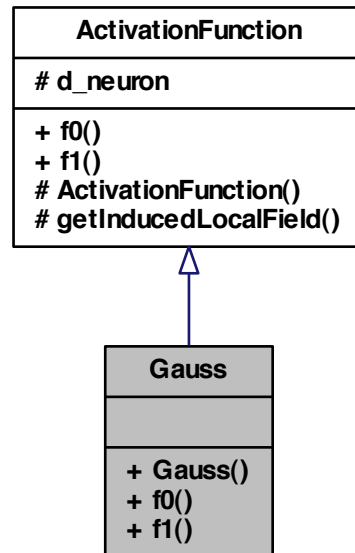 ActivationFunction
# d_neuron
+ f0()
+ f1()
# ActivationFunction()
# getInducedLocalField()
Gauss
+ Gauss()
+ f0()
+ f1()